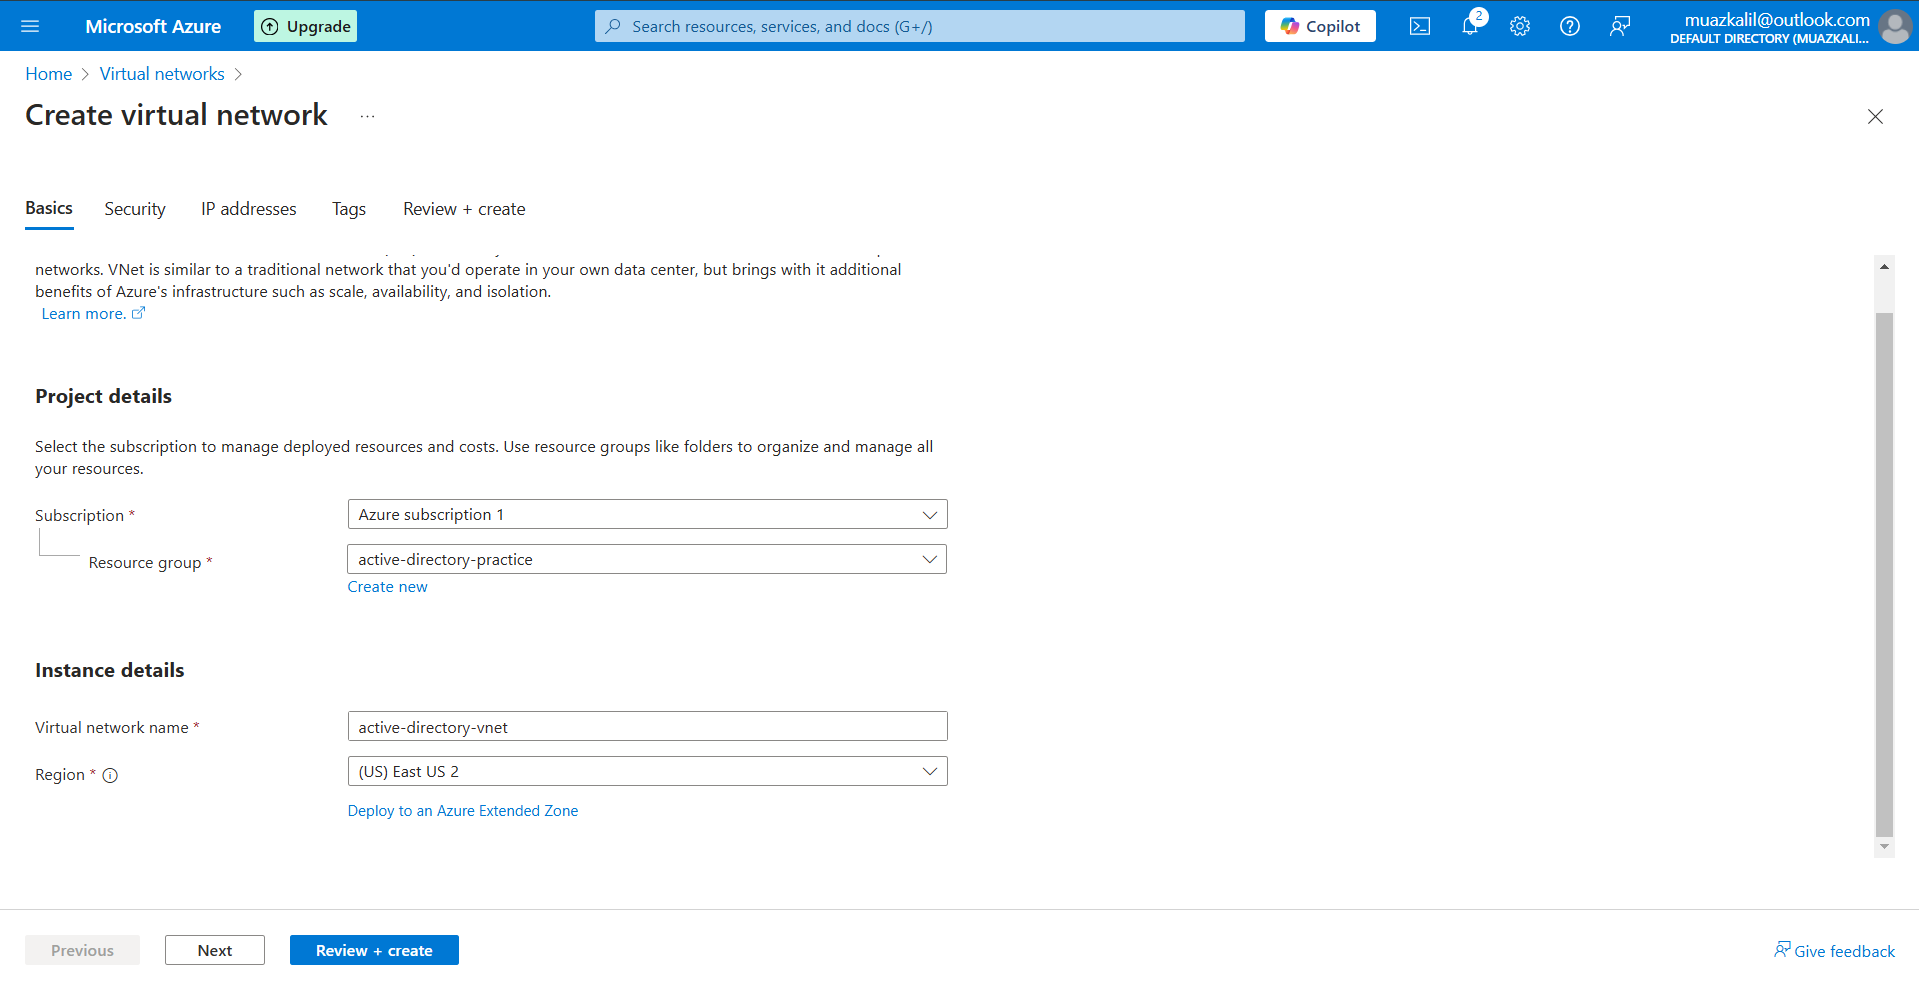 Microsoft Azure
Upgrade
Search resources, services, and docs (G+/)
Copilot
2
muazkalil@outlook.com
DEFAULT DIRECTORY (MUAZKALI...
Home > Virtual networks >
Create virtual network ...
Basics
Security
IP addresses
Tags
Review + create
networks. VNet is similar to a traditional network that you'd operate in your own data center, but brings with it additional
benefits of Azure's infrastructure such as scale, availability, and isolation.
Learn more.
Project details
Select the subscription to manage deployed resources and costs. Use resource groups like folders to organize and manage all
your resources.
Subscription *
Azure subscription 1
Resource group *
active-directory-practice
Create new
Instance details
Virtual network name *
active-directory-vnet
Region *
(US) East US 2
Deploy to an Azure Extended Zone
Previous
Next
Review + create
Give feedback